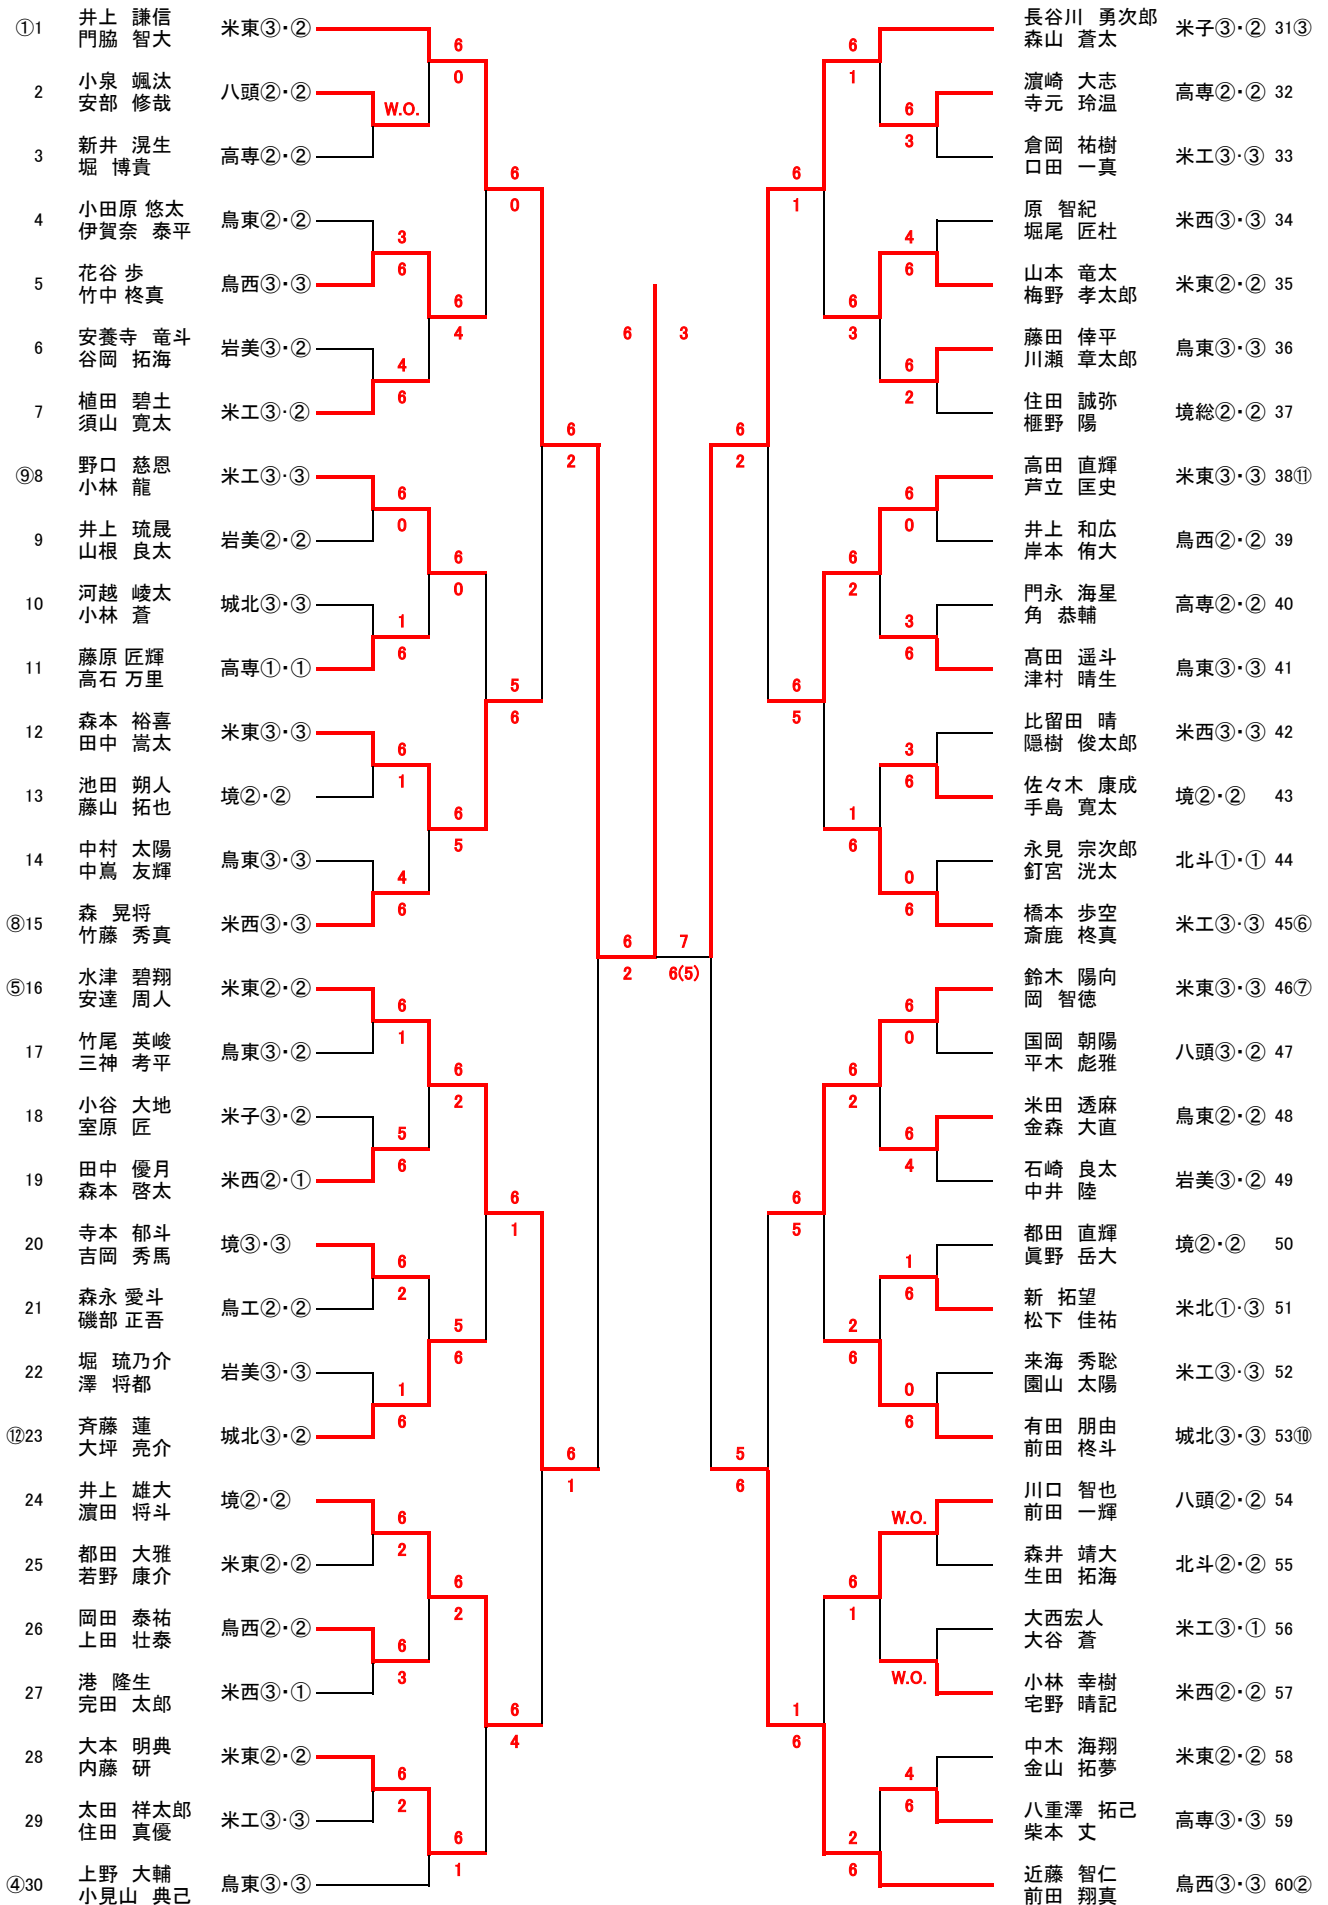 ①1 井上 謙信 門脇 智大 米東③・②
2 小泉 颯汰 安部 修哉 八頭②・②
3 新井 滉生 堀 博貴 高専②・②
4 小田原 悠太 伊賀奈 泰平 鳥東②・②
5 花谷 歩 竹中 柊真 鳥西③・③
6 安養寺 竜斗 谷岡 拓海 岩美③・②
7 植田 碧土 須山 寛太 米工③・②
⑨8 野口 慈恩 小林 龍 米工③・③
9 井上 琉晟 山根 良太 岩美②・②
10 河越 崚太 小林 蒼 城北③・③
11 藤原 匠輝 高石 万里 高専①・①
12 森本 裕喜 田中 嵩太 米東③・③
13 池田 朔人 藤山 拓也 境②・②
14 中村 太陽 中嶌 友輝 鳥東③・③
⑧15 森 晃将 竹藤 秀真 米西③・③
⑤16 水津 碧翔 安達 周人 米東②・②
17 竹尾 英峻 三神 考平 鳥東③・②
18 小谷 大地 室原 匠 米子③・②
19 田中 優月 森本 啓太 米西②・①
20 寺本 郁斗 吉岡 秀馬 境③・③
21 森永 愛斗 磯部 正吾 鳥工②・②
22 堀 琉乃介 澤 将都 岩美③・③
⑫23 斉藤 蓮 大坪 亮介 城北③・②
24 井上 雄大 濵田 将斗 境②・②
25 都田 大雅 若野 康介 米東②・②
26 岡田 泰祐 上田 壮泰 鳥西②・②
27 港 隆生 完田 太郎 米西③・①
28 大本 明典 内藤 研 米東②・②
29 太田 祥太郎 住田 真優 米工③・③
④30 上野 大輔 小見山 典己 鳥東③・③
6 0
W.O.
6 0
3 6
6 4
4 6
6 2
6 0
6 0
1 6
5 6
6 1
6 5
4 6
6 2
6 1
6 2
5 6
6 1
6 2
5 6
1 6
6 1
6 2
6 2
6 3
6 4
6 2
6 1
6 3
7 6(5)
長谷川 勇次郎 森山 蒼太 米子③・② 31③
濵崎 大志 寺元 玲温 高専②・② 32
倉岡 祐樹 口田 一真 米工③・③ 33
原 智紀 堀尾 匠杜 米西③・③ 34
山本 竜太 梅野 孝太郎 米東②・② 35
藤田 倖平 川瀬 章太郎 鳥東③・③ 36
住田 誠弥 榧野 陽 境総②・② 37
高田 直輝 芦立 匡史 米東③・③ 38⑪
井上 和広 岸本 侑大 鳥西②・② 39
門永 海星 角 恭輔 高専②・② 40
髙田 遥斗 津村 晴生 鳥東③・③ 41
比留田 晴 隠樹 俊太郎 米西③・③ 42
佐々木 康成 手島 寛太 境②・② 43
永見 宗次郎 釘宮 洸太 北斗①・① 44
橋本 歩空 斎鹿 柊真 米工③・③ 45⑥
鈴木 陽向 岡 智徳 米東③・③ 46⑦
国岡 朝陽 平木 彪雅 八頭③・② 47
米田 透麻 金森 大直 鳥東②・② 48
石崎 良太 中井 陸 岩美③・② 49
都田 直輝 眞野 岳大 境②・② 50
新 拓望 松下 佳祐 米北①・③ 51
来海 秀聡 園山 太陽 米工③・③ 52
有田 朋由 前田 柊斗 城北③・③ 53⑩
川口 智也 前田 一輝 八頭②・② 54
森井 靖大 生田 拓海 北斗②・② 55
大西宏人 大谷 蒼 米工③・① 56
小林 幸樹 宅野 晴記 米西②・② 57
中木 海翔 金山 拓夢 米東②・② 58
八重澤 拓己 柴本 丈 高専③・③ 59
近藤 智仁 前田 翔真 鳥西③・③ 60②
6 1
6 3
6 1
4 6
6 3
6 2
6 2
6 0
6 2
3 6
6 5
3 6
1 6
0 6
6 0
6 2
6 4
6 5
1 6
2 6
0 6
5 6
W.O.
6 1
W.O.
1 6
4 6
2 6